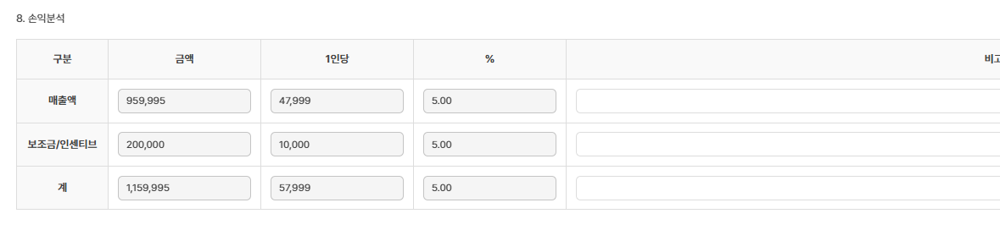 8. 손익분석
구분 금액 1인당 % 비고
매출액 959,995 47,999 5.00
보조금/인센티브 200,000 10,000 5.00
계 1,159,995 57,999 5.00